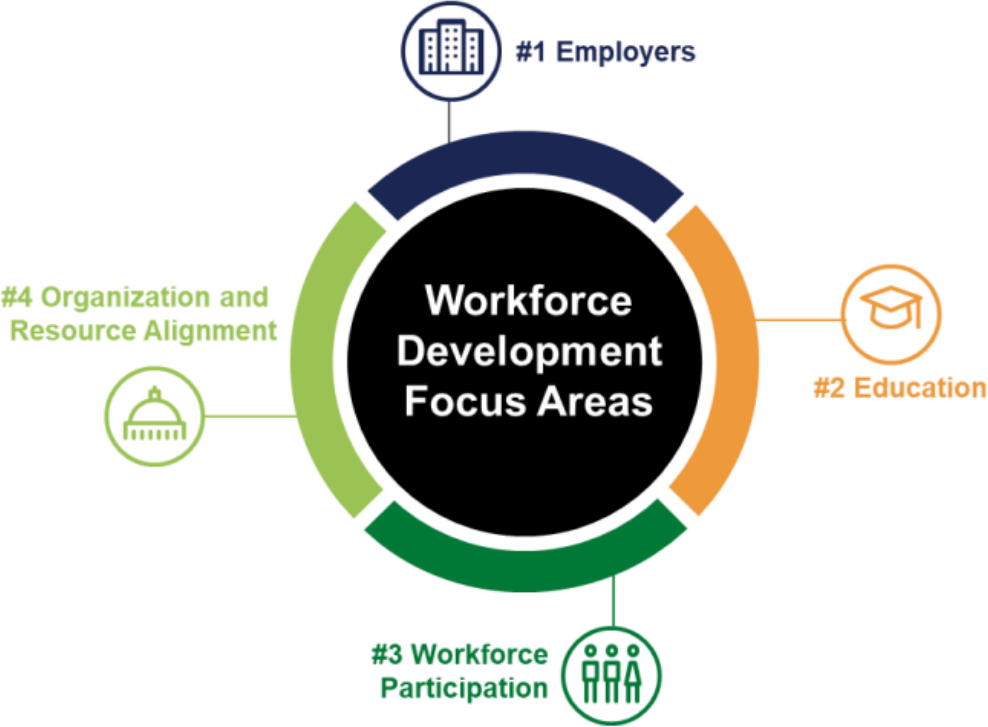 #1 Employers
Workforce
Development
Focus Areas
#2 Education
#3 Workforce
Participation
#4 Organization and
Resource Alignment